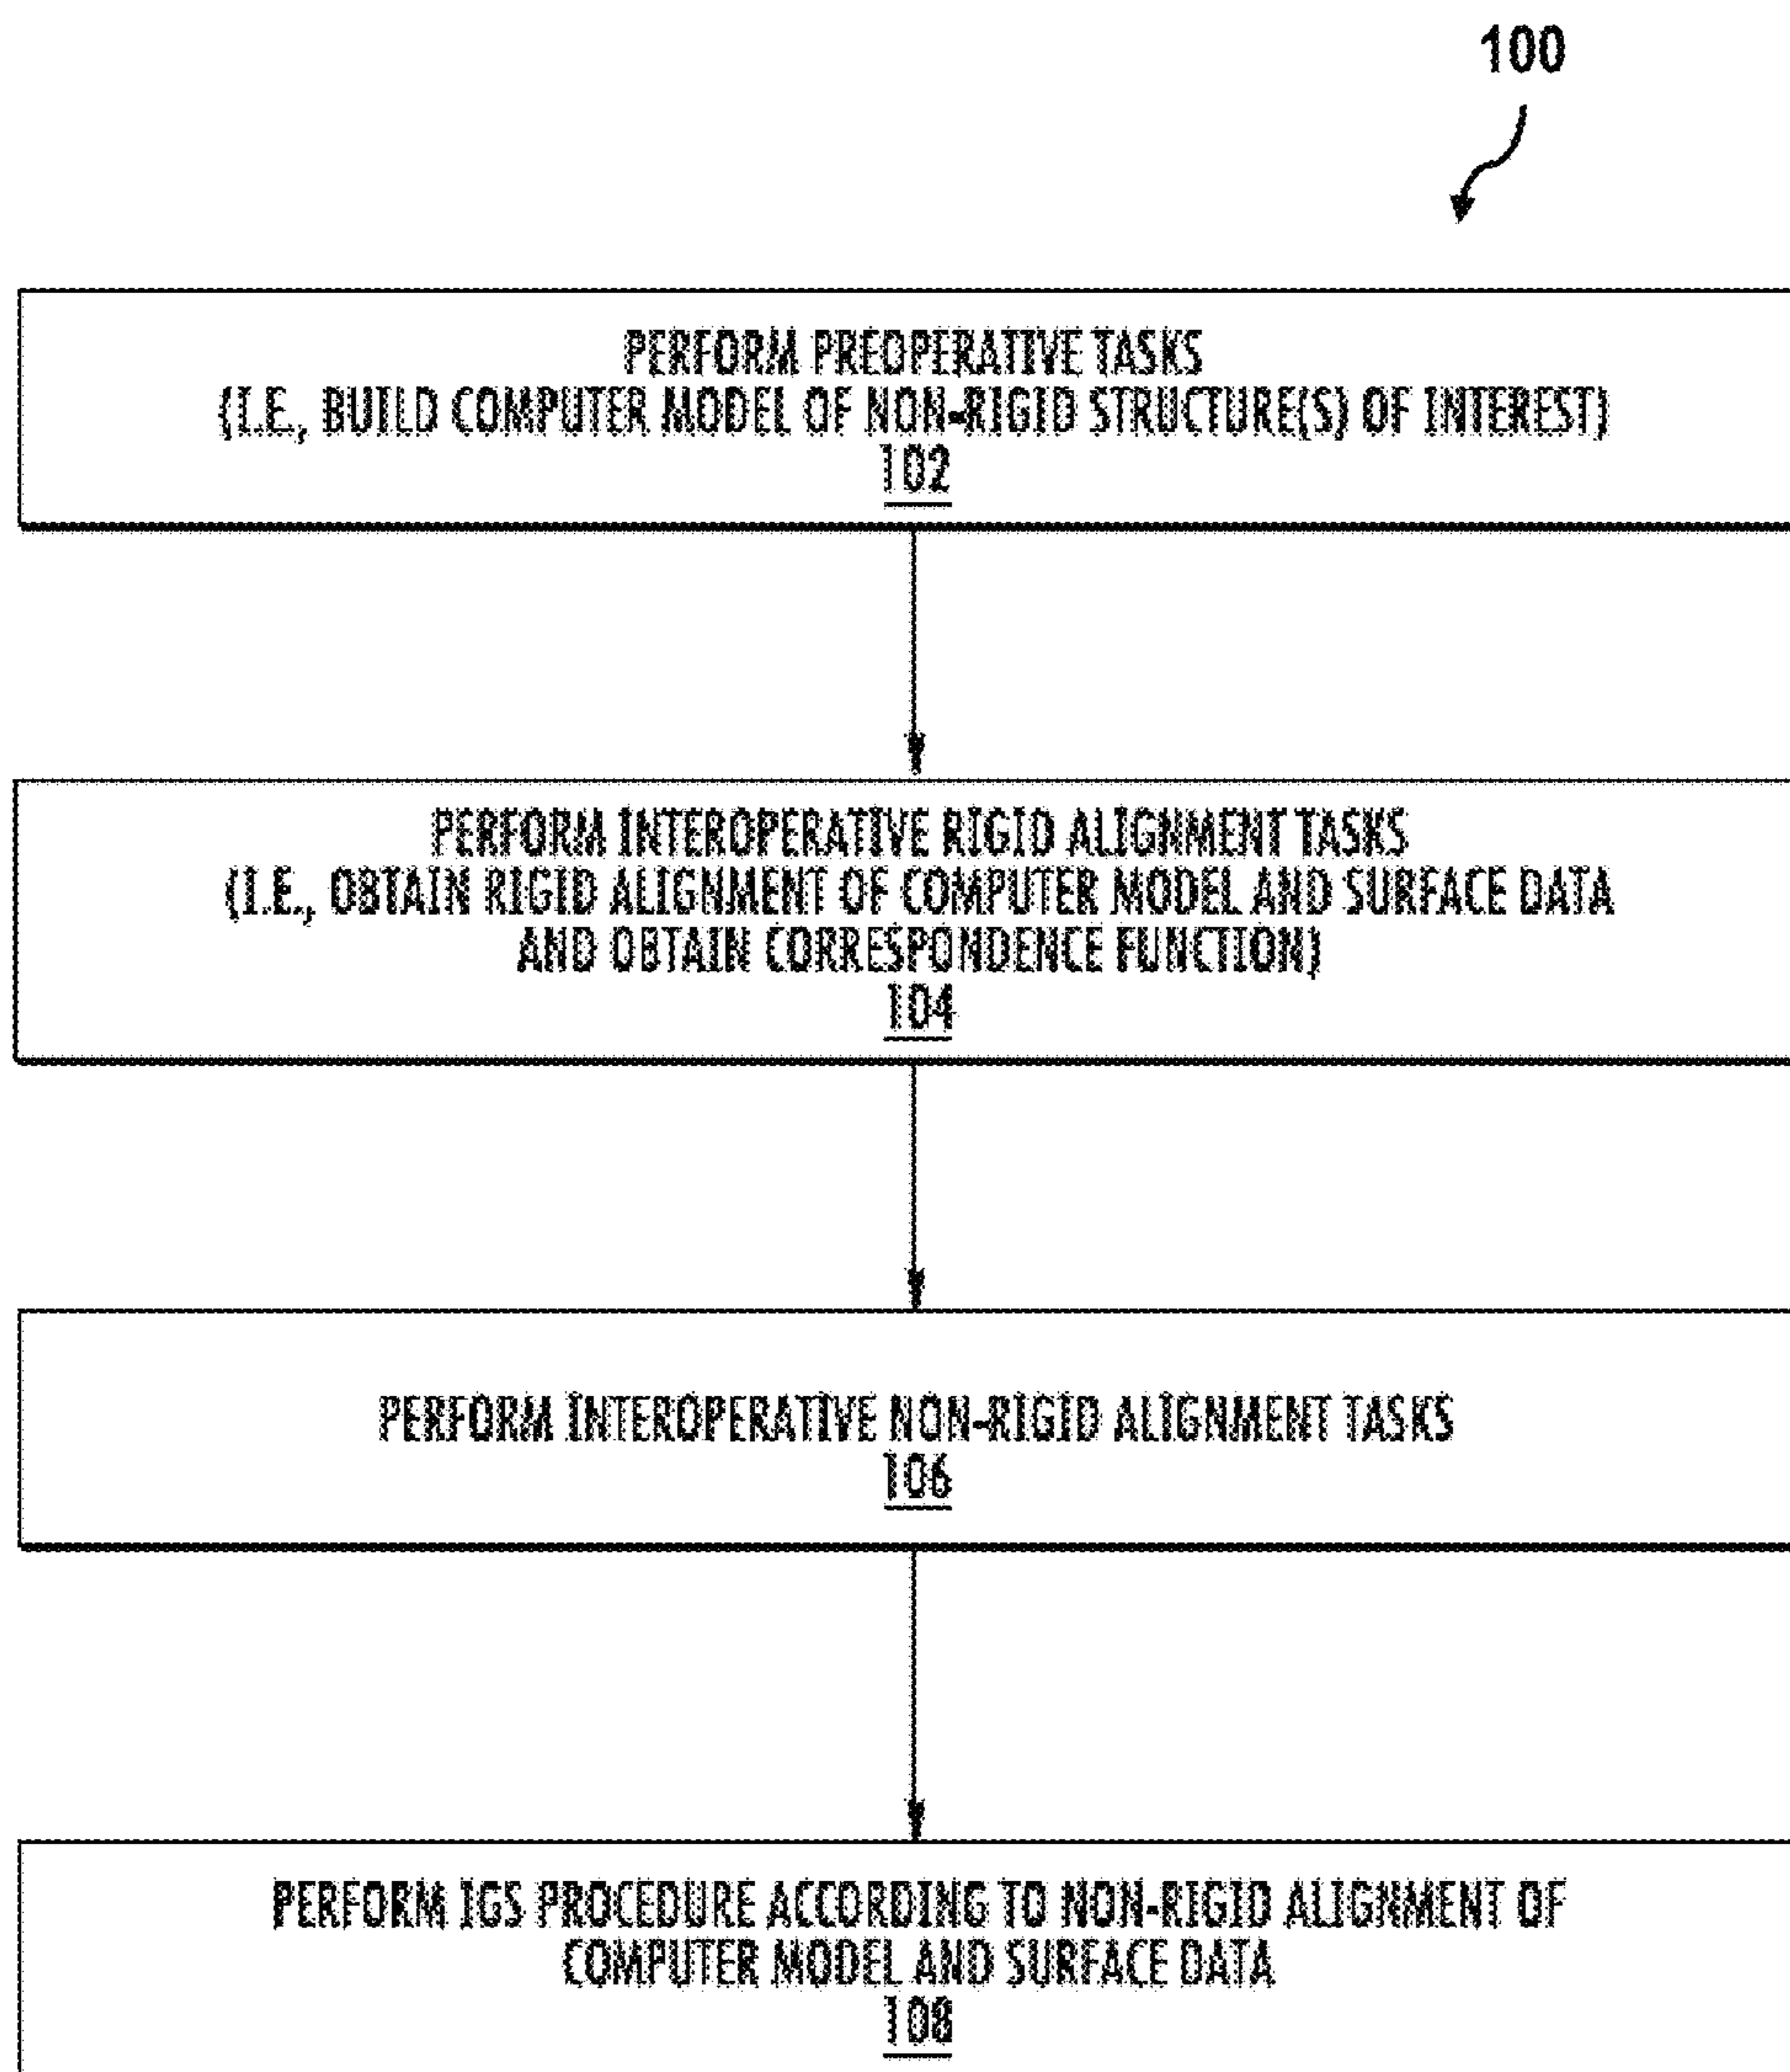 100
PERFORM PREOPERATIVE TASKS
(I.E., BUILD COMPUTER MODEL OF NON-RIGID STRUCTURE(S) OF INTEREST)
102
PERFORM INTEROPERATIVE RIGID ALIGNMENT TASKS
(I.E., OBTAIN RIGID ALIGNMENT OF COMPUTER MODEL AND SURFACE DATA
AND OBTAIN CORRESPONDENCE FUNCTION)
104
PERFORM INTEROPERATIVE NON-RIGID ALIGNMENT TASKS
106
PERFORM IGS PROCEDURE ACCORDING TO NON-RIGID ALIGNMENT OF
COMPUTER MODEL AND SURFACE DATA
108